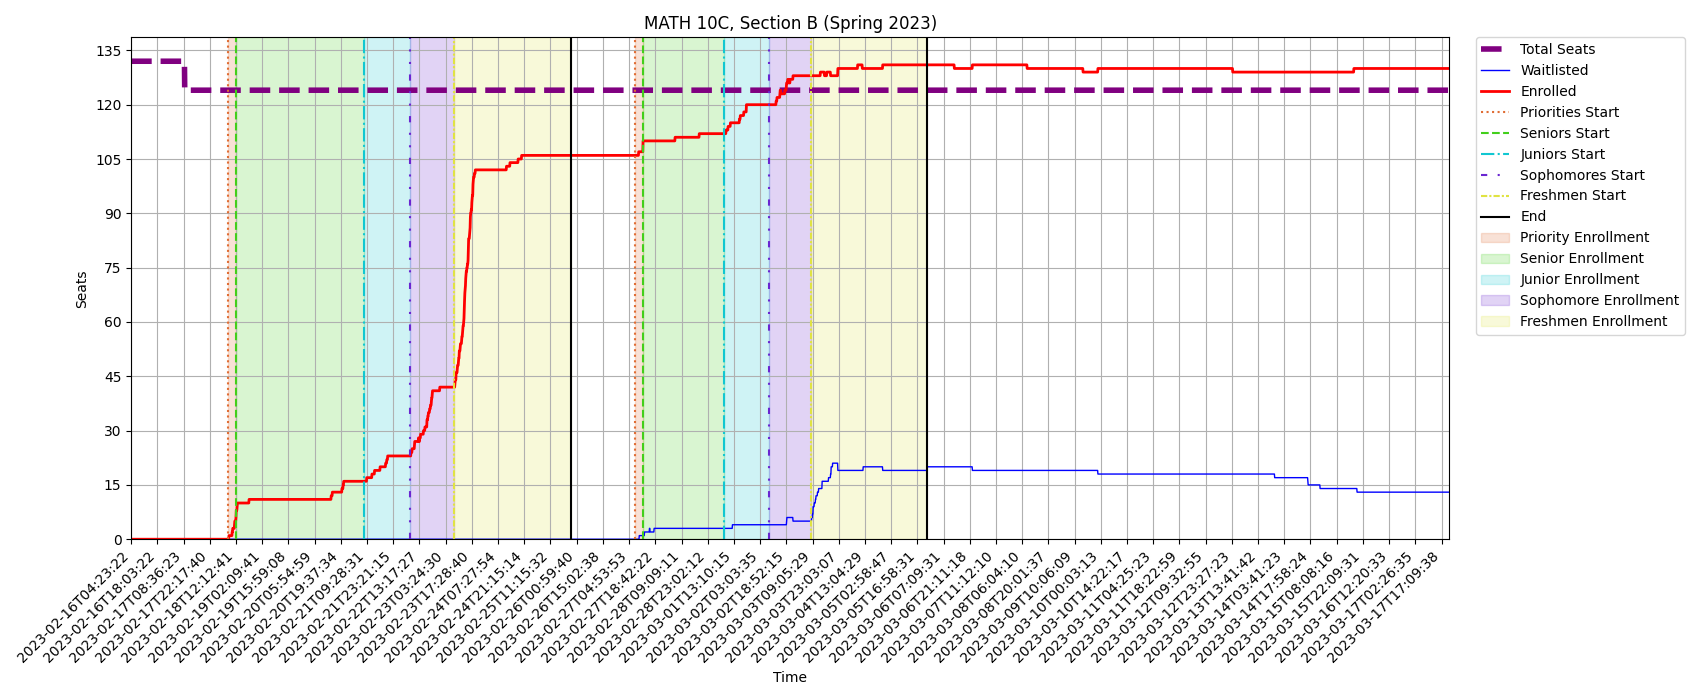 MATH 10C, Section B (Spring 2023)
135
120
105
90
75
60
45
30
15
0
Seats
2023-02-16T04:23:22
2023-02-16T18:03:22
2023-02-17T08:36:23
2023-02-17T22:17:40
2023-02-18T12:12:41
2023-02-19T02:09:41
2023-02-19T15:59:08
2023-02-20T05:54:59
2023-02-20T19:37:34
2023-02-21T09:28:31
2023-02-21T23:21:15
2023-02-22T13:17:27
2023-02-23T03:24:30
2023-02-23T17:28:40
2023-02-24T07:27:54
2023-02-24T21:15:14
2023-02-25T11:15:32
2023-02-26T00:59:40
2023-02-26T15:02:38
2023-02-27T04:53:53
2023-02-27T18:42:22
2023-02-28T09:09:11
2023-02-28T23:02:12
2023-03-01T13:10:15
2023-03-02T03:03:35
2023-03-02T18:52:15
2023-03-03T09:05:29
2023-03-03T23:03:07
2023-03-04T13:04:29
2023-03-05T02:58:47
2023-03-05T16:58:31
2023-03-06T07:09:31
2023-03-06T21:11:18
2023-03-07T11:12:10
2023-03-08T06:04:10
2023-03-08T20:01:37
2023-03-09T10:06:09
2023-03-10T00:03:13
2023-03-10T14:22:17
2023-03-11T04:25:23
2023-03-11T18:22:59
2023-03-12T09:32:55
2023-03-12T23:27:23
2023-03-13T13:41:42
2023-03-14T03:41:23
2023-03-14T17:58:24
2023-03-15T08:08:16
2023-03-15T22:09:31
2023-03-16T12:20:33
2023-03-17T02:26:35
2023-03-17T17:09:38
Time
Total Seats
Waitlisted
Enrolled
Priorities Start
Seniors Start
Juniors Start
Sophomores Start
Freshmen Start
End
Priority Enrollment
Senior Enrollment
Junior Enrollment
Sophomore Enrollment
Freshmen Enrollment